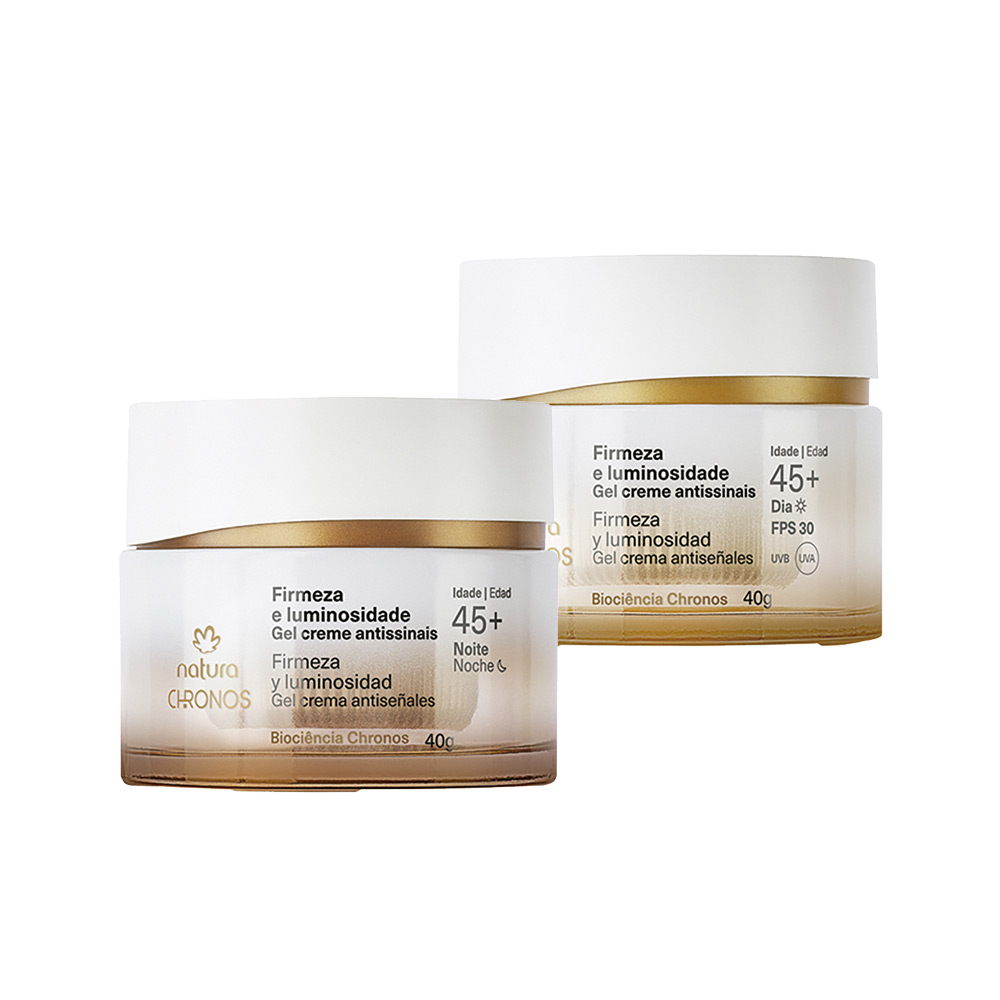 Firmeza
e luminosidade
Gel creme antissinais
Firmeza
y luminosidad
Gel crema antiseñales
Biociência Chronos 40g
Idade | Edad
45+
Dia
FPS 30
UVB UVA
a
OS
natura
CHRONOS
Firmeza
e luminosidade
Gel creme antissinais
Firmeza
y luminosidad
Gel crema antiseñales
Biociência Chronos 40g
Idade | Edad
45+
Noite
Noche